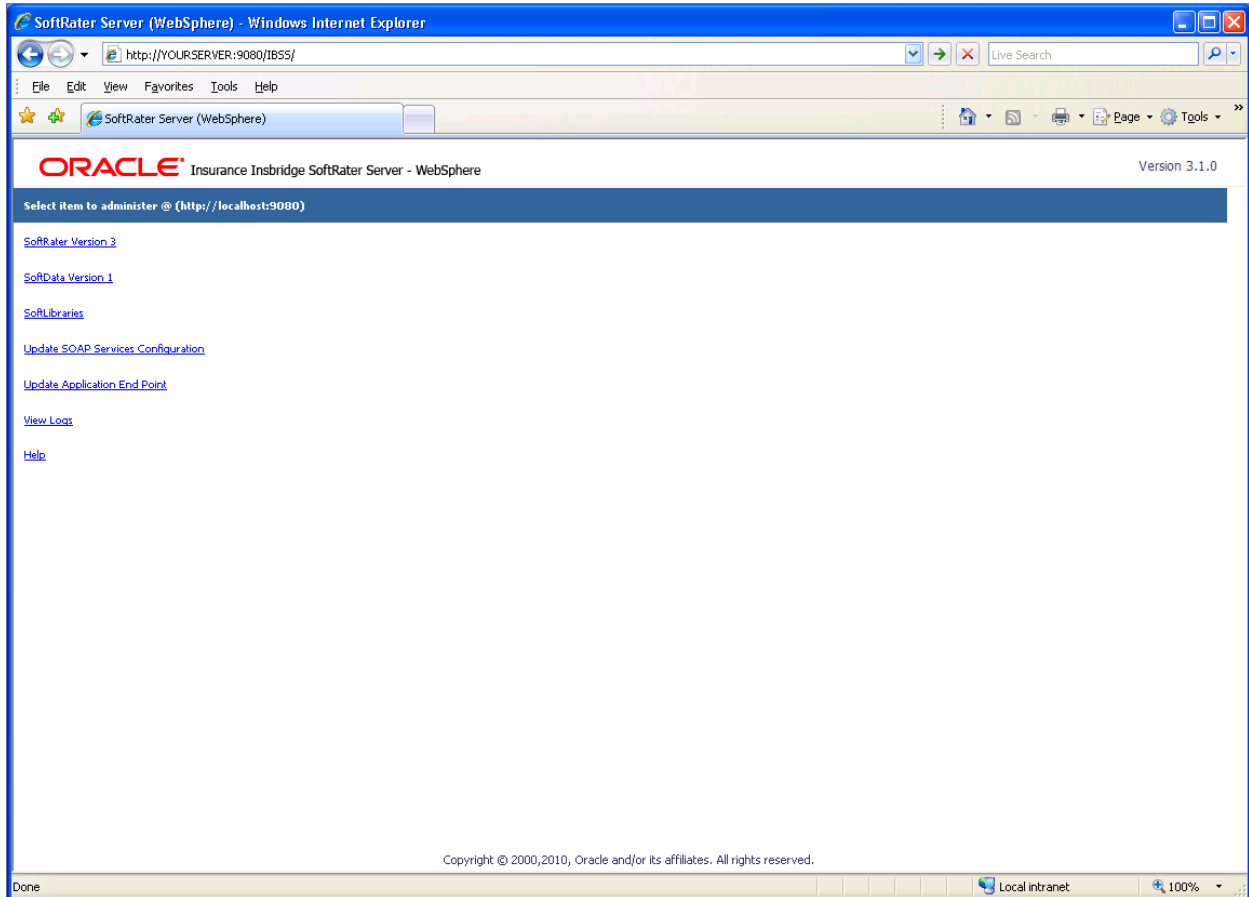 SoftRater Server (WebSphere) - Windows Internet Explorer
http://YOURSERVER:9080/IBSS/
Live Search
File Edit View Favorites Tools Help
SoftRater Server (WebSphere)
Page Tools »
ORACLE® Insurance Insbridge SoftRater Server - WebSphere
Version 3.1.0
Select item to administer @ (http://localhost:9080)
SoftRater Version 3
SoftData Version 1
SoftLibraries
Update SOAP Services Configuration
Update Application End Point
View Logs
Help
Copyright © 2000,2010, Oracle and/or its affiliates. All rights reserved.
Done
Local intranet
100%